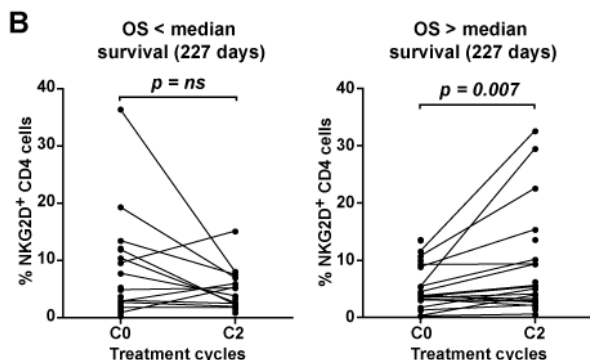 B
OS < median
survival (227 days)
p = ns
% NKG2D+ CD4 cells
40
30
20
10
0
C0 C2
Treatment cycles
OS > median
survival (227 days)
p = 0.007
% NKG2D+ CD4 cells
40
30
20
10
0
C0 C2
Treatment cycles